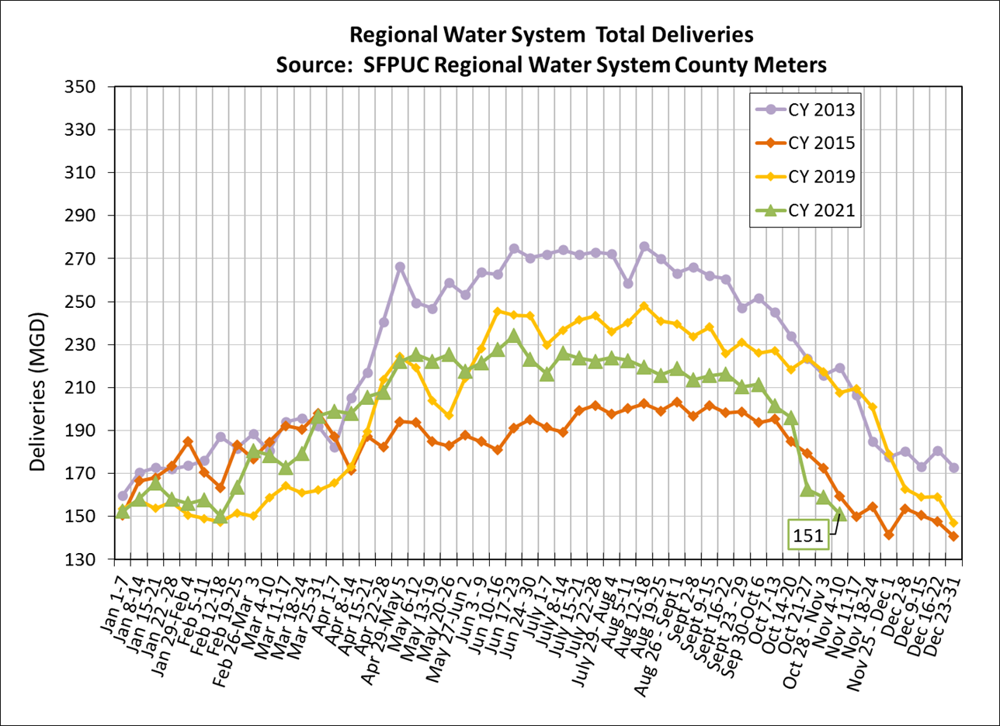 Regional Water System  Total Deliveries
Source:  SFPUC Regional Water System County Meters
Deliveries (MGD)
350
330
310
290
270
250
230
210
190
170
150
130
CY 2013
CY 2015
CY 2019
CY 2021
151
Jan 1-7
Jan 8-14
Jan 15-21
Jan 22 -28
Jan 29-Feb 4
Feb 5-11
Feb 12-18
Feb 19-25
Feb 26-Mar 3
Mar 4-10
Mar 11-17
Mar 18-24
Mar 25-31
Apr 1-7
Apr 8-14
Apr 15-21
Apr 22-28
Apr 29-May 5
May 6-12
May 13-19
May 20-26
May 27-Jun 2
Jun 3 -9
Jun 10-16
Jun 17-23
Jun 24- 30
July 1-7
July 8-14
July 15-21
July 22-28
July 29- Aug 4
Aug 5-11
Aug 12-18
Aug 19-25
Aug 26 - Sept 1
Sept 2-8
Sept 9-15
Sept 16-22
Sept 23 - 29
Sep 30-Oct 6
Oct 7-13
Oct 14-20
Oct 21-27
Oct 28 - Nov 3
Nov 4-10
Nov 11-17
Nov 18-24
Nov 25 - Dec 1
Dec 2-8
Dec 9-15
Dec 16-22
Dec 23-31